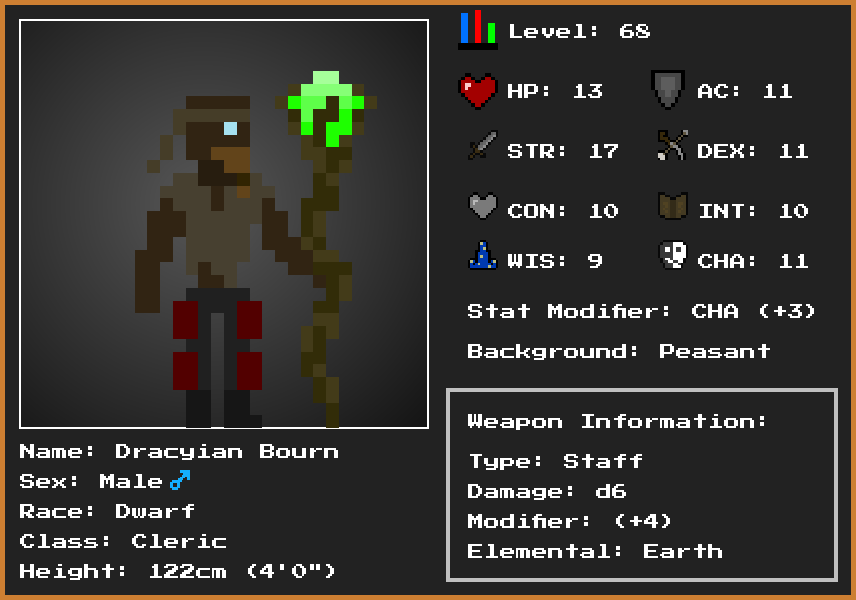 Level: 68
HP: 13 AC: 11
STR: 17 DEX: 11
CON: 10 INT: 10
WIS: 9 CHA: 11
Stat Modifier: CHA (+3)
Background: Peasant
Weapon Information:
Type: Staff
Damage: d6
Modifier: (+4)
Elemental: Earth
Name: Dracyian Bourn
Sex: Male ♂
Race: Dwarf
Class: Cleric
Height: 122cm (4'0")